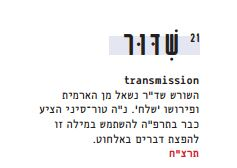 21 שִׁדּוּר
transmission
השורש שד"ר נשאל מן הארמית
ופירושו 'שלח'. נ"ה טור־סיני הציע
כבר בתרפ"ה להשתמש במילה זו
להפצת דברים באלחוט.
תרצ"ח